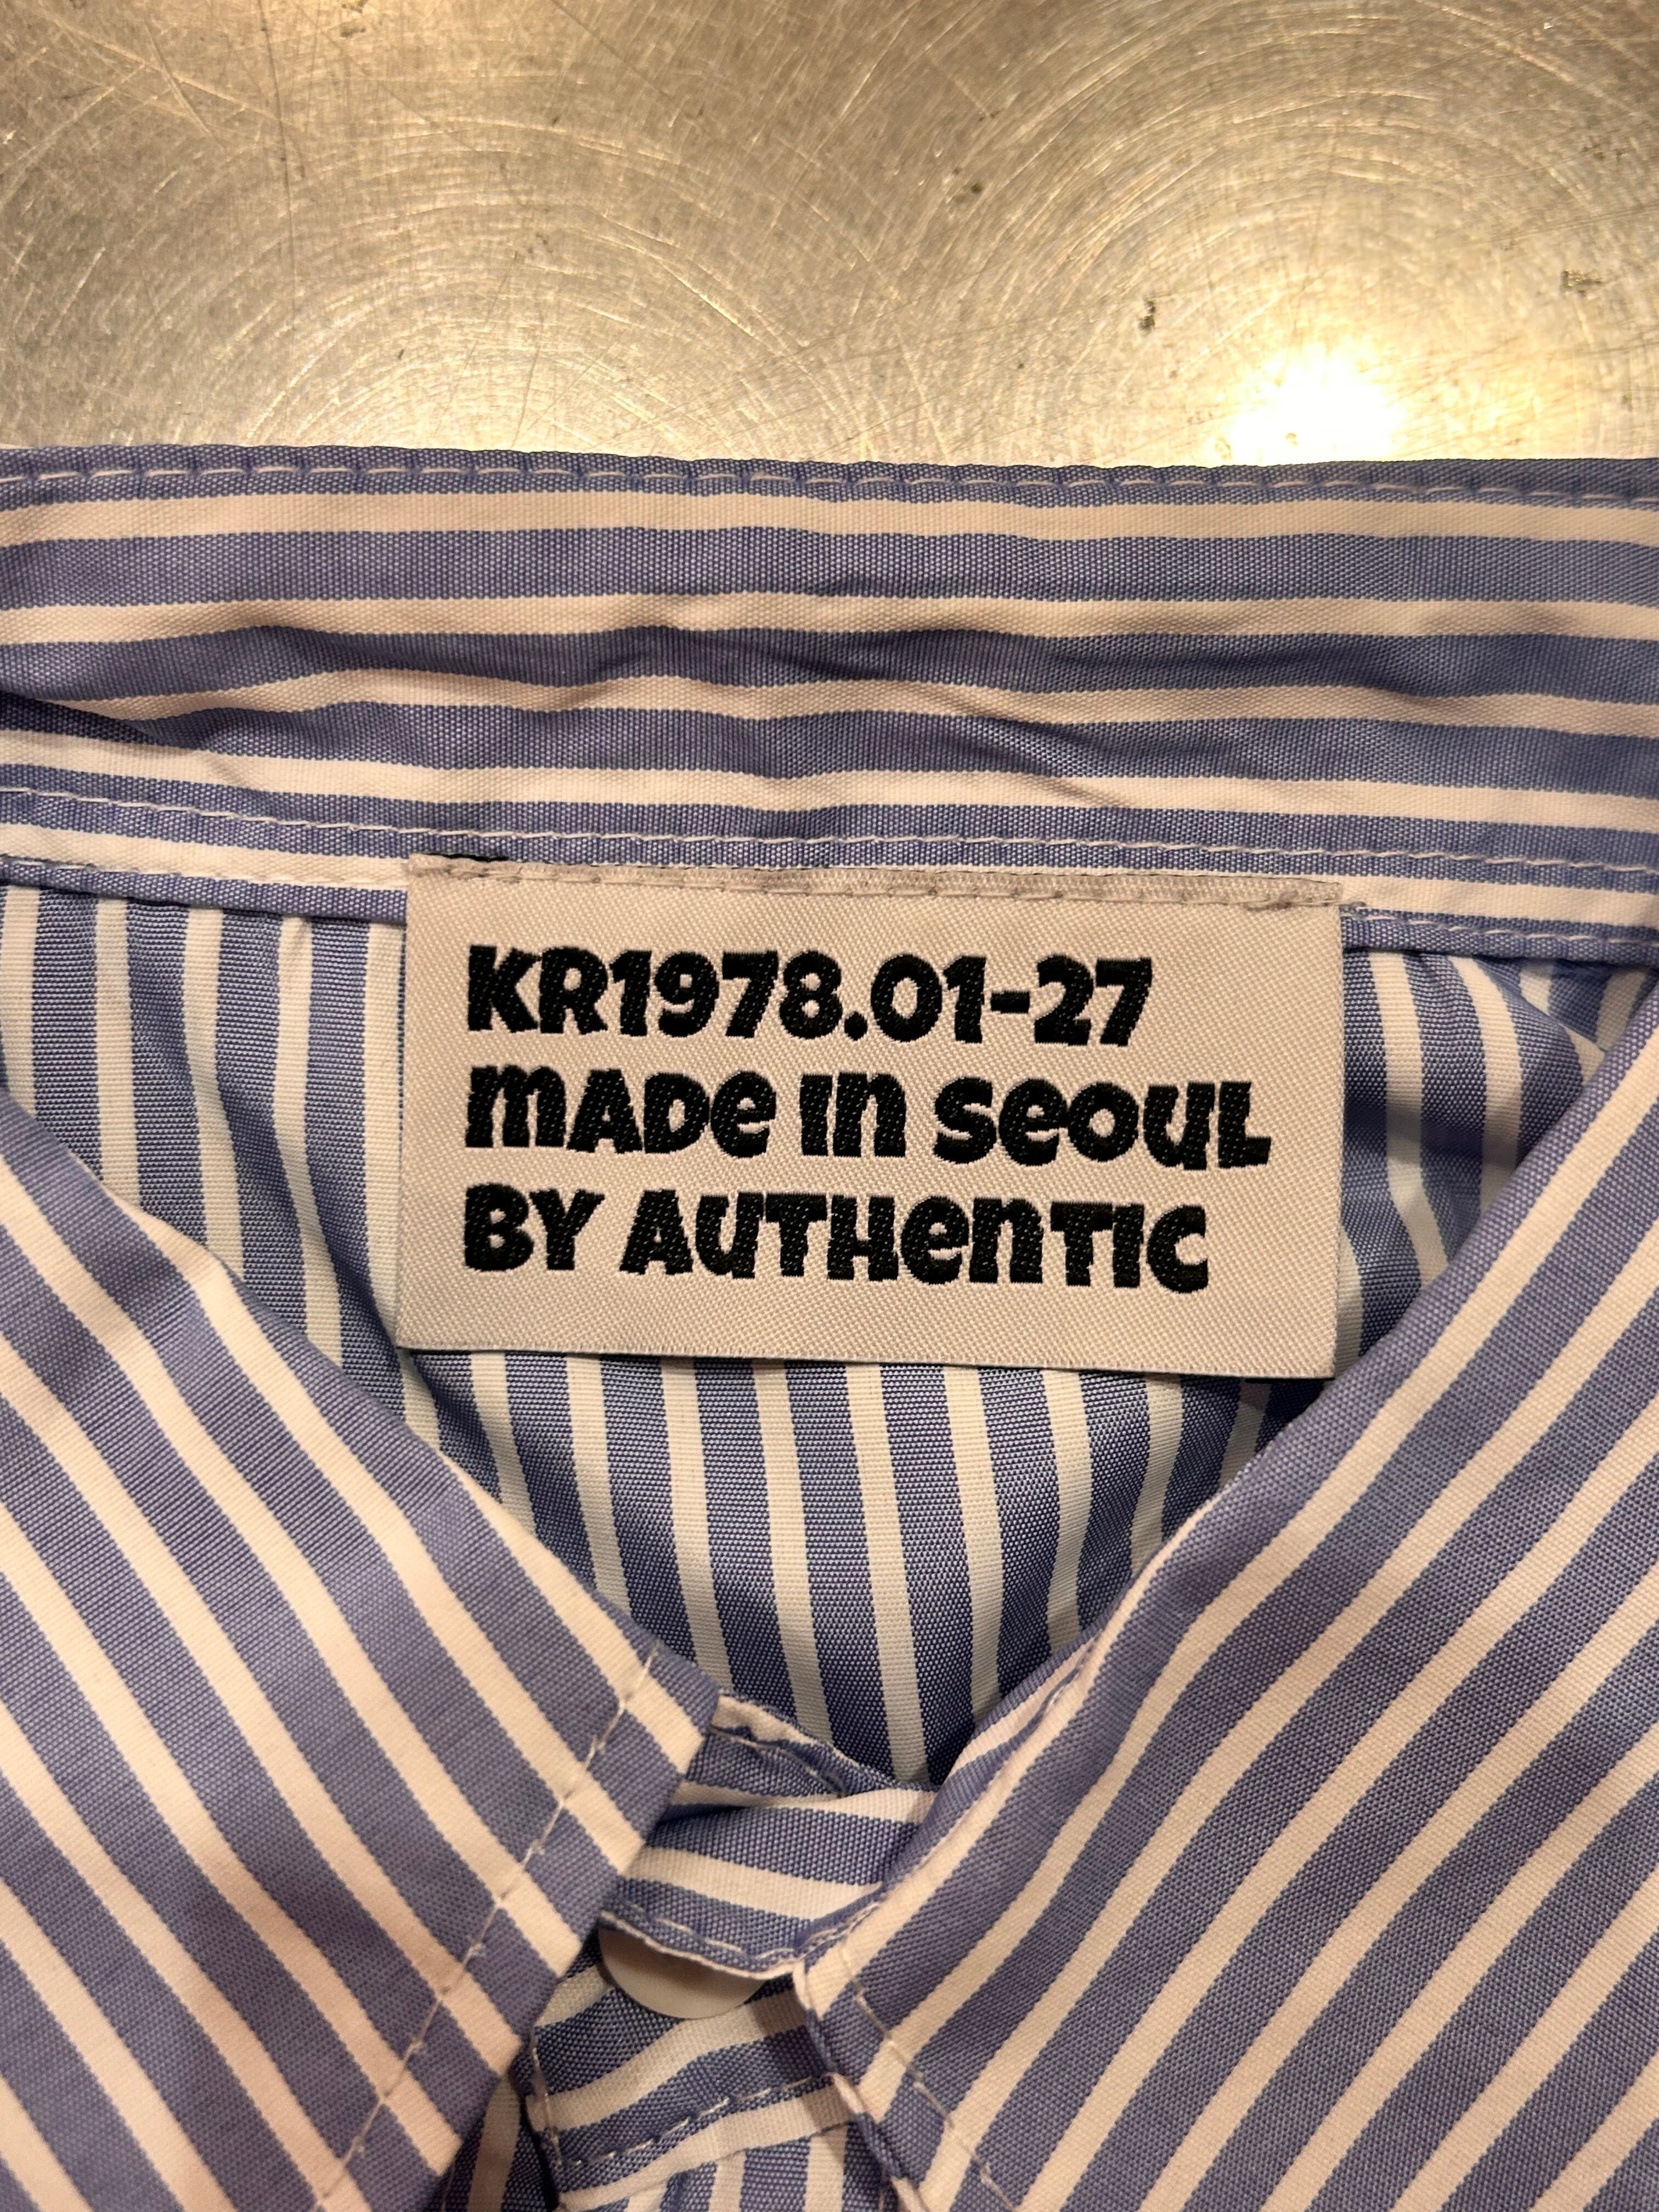 KR1978.01-27
MADE IN SEOUL
BY AUTHENTIC